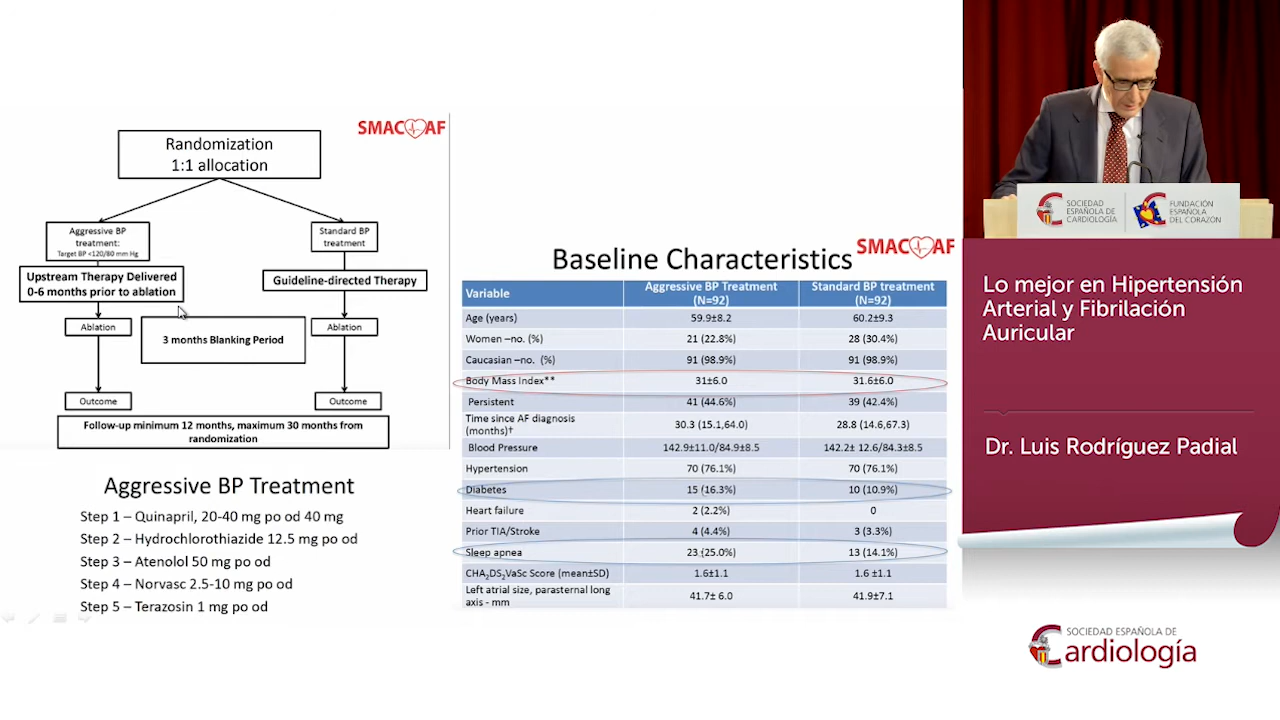 SMAC AF
Randomization
1:1 allocation
Aggressive BP
treatment:
Target BP <120/80 mm Hg
Standard BP
treatment
Upstream Therapy Delivered
0-6 months prior to ablation
Guideline-directed Therapy
Ablation
3 months Blanking Period
Ablation
Outcome
Outcome
Follow-up minimum 12 months, maximum 30 months from
randomization
Aggressive BP Treatment
Step 1 – Quinapril, 20-40 mg po od 40 mg
Step 2 – Hydrochlorothiazide 12.5 mg po od
Step 3 – Atenolol 50 mg po od
Step 4 – Norvasc 2.5-10 mg po od
Step 5 – Terazosin 1 mg po od
Baseline Characteristics
SMAC AF
Variable Aggressive BP Treatment (N=92) Standard BP treatment (N=92)
Age (years) 59.9±8.2 60.2±9.3
Women –no. (%) 21 (22.8%) 28 (30.4%)
Caucasian –no. (%) 91 (98.9%) 91 (98.9%)
Body Mass Index** 31±6.0 31.6±6.0
Persistent 41 (44.6%) 39 (42.4%)
Time since AF diagnosis (months)† 30.3 (15.1,64.0) 28.8 (14.6,67.3)
Blood Pressure 142.9±11.0/84.9±8.5 142.2± 12.6/84.3±8.5
Hypertension 70 (76.1%) 70 (76.1%)
Diabetes 15 (16.3%) 10 (10.9%)
Heart failure 2 (2.2%) 0
Prior TIA/Stroke 4 (4.4%) 3 (3.3%)
Sleep apnea 23 (25.0%) 13 (14.1%)
CHA₂DS₂VaSc Score (mean±SD) 1.6±1.1 1.6 ±1.1
Left atrial size, parasternal long axis - mm 41.7± 6.0 41.9±7.1
SOCIEDAD
ESPAÑOLA DE
CARDIOLOGÍA
FUNDACIÓN
ESPAÑOLA
DEL CORAZÓN
Lo mejor en Hipertensión
Arterial y Fibrilación
Auricular
Dr. Luis Rodríguez Padial
SOCIEDAD ESPAÑOLA DE
Cardiología